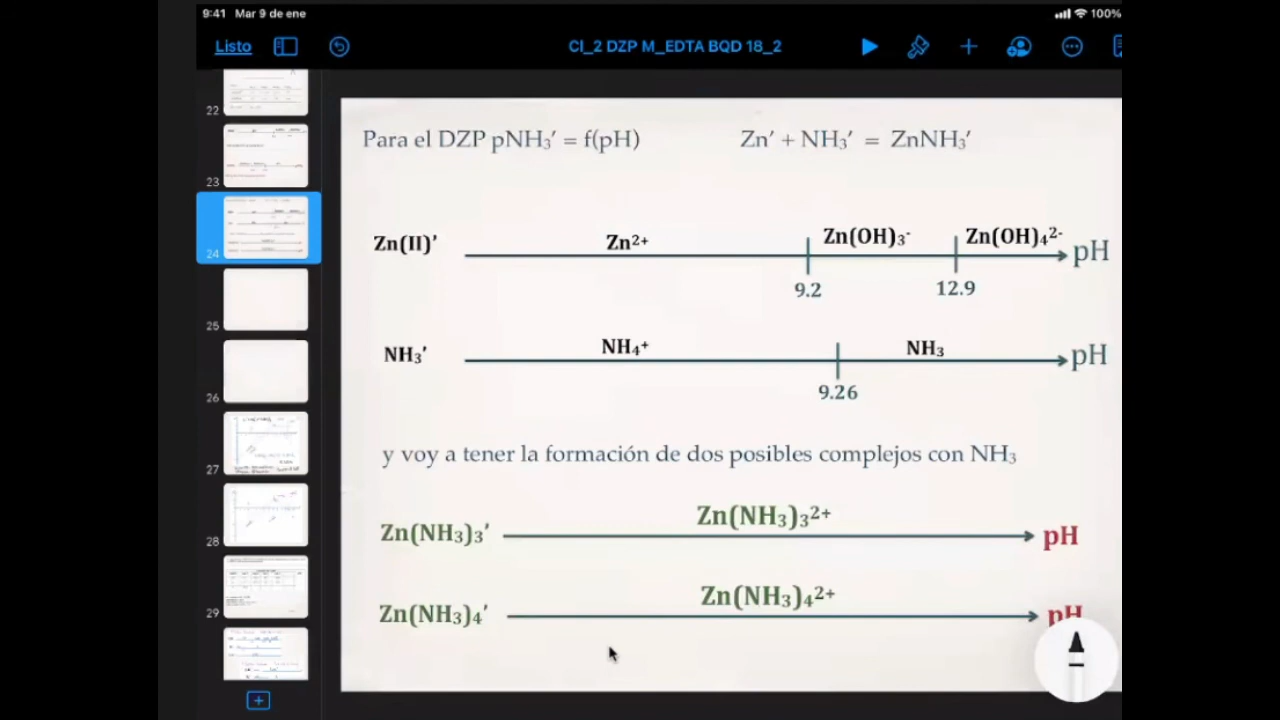 9:41 Mar 9 de ene 100%
Listo CI_2 DZP M_EDTA BQD 18_2
22
23
24
25
26
27
28
29
Para el DZP pNH₃′ = f(pH) Zn′ + NH₃′ = ZnNH₃′
Zn(II)′ Zn²⁺ Zn(OH)₃⁻ Zn(OH)₄²⁻ pH
9.2 12.9
NH₃′ NH₄⁺ NH₃ pH
9.26
y voy a tener la formación de dos posibles complejos con NH₃
Zn(NH₃)₃′ Zn(NH₃)₃²⁺ pH
Zn(NH₃)₄′ Zn(NH₃)₄²⁺ pH